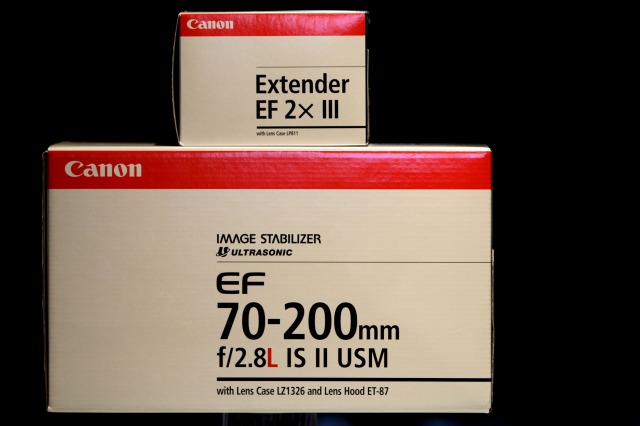 Canon
Extender
EF 2x III
with Lens Case LP811
Canon
IMAGE STABILIZER
ULTRASONIC
EF
70-200mm
f/2.8L IS II USM
with Lens Case LZ1326 and Lens Hood ET-87